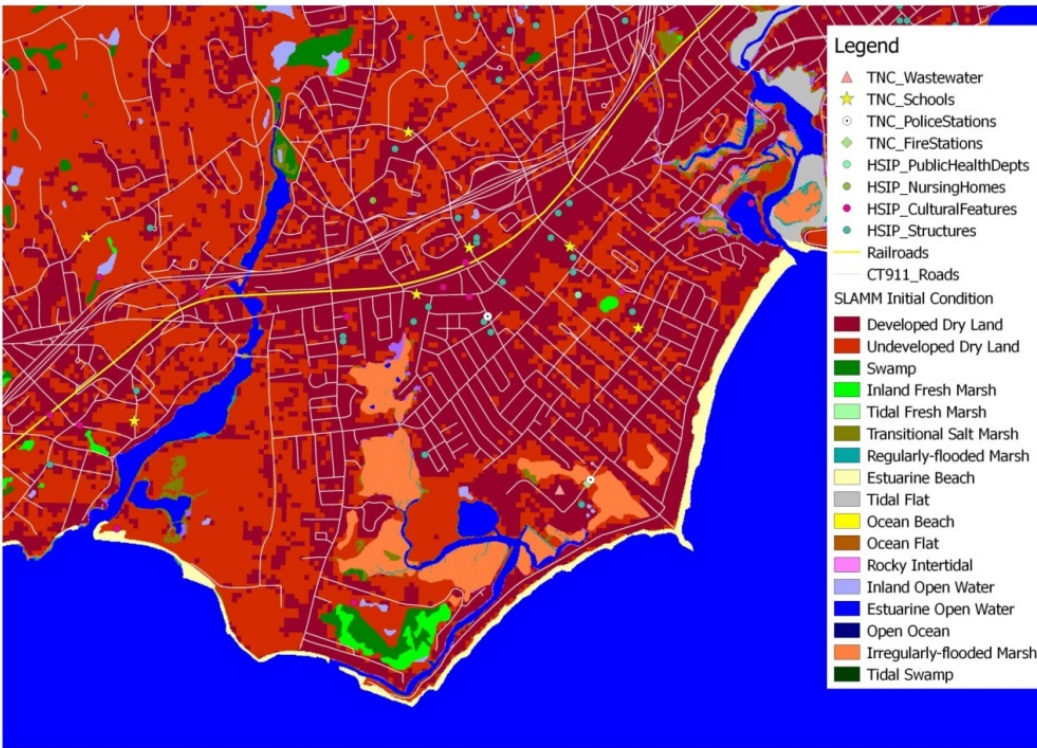 Legend
TNC_Wastewater
TNC_Schools
TNC_PoliceStations
TNC_FireStations
HSIP_PublicHealthDepts
HSIP_NursingHomes
HSIP_CulturalFeatures
HSIP_Structures
Railroads
CT911_Roads
SLAMM Initial Condition
Developed Dry Land
Undeveloped Dry Land
Swamp
Inland Fresh Marsh
Tidal Fresh Marsh
Transitional Salt Marsh
Regularly-flooded Marsh
Estuarine Beach
Tidal Flat
Ocean Beach
Ocean Flat
Rocky Intertidal
Inland Open Water
Estuarine Open Water
Open Ocean
Irregularly-flooded Marsh
Tidal Swamp